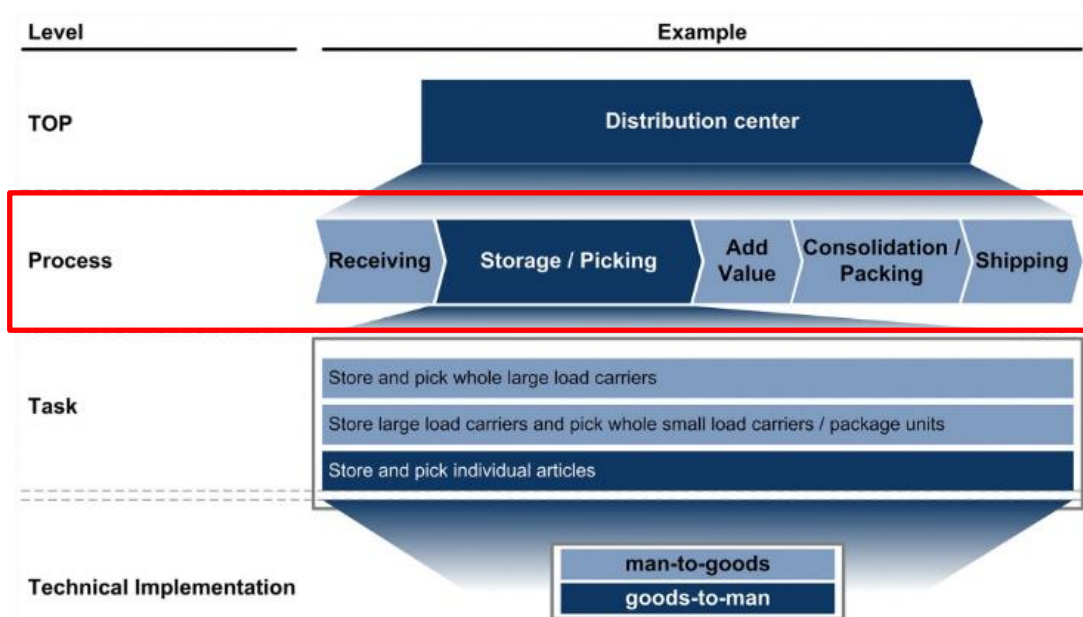 Level
Example
TOP
Distribution center
Process
Receiving
Storage / Picking
Add
Value
Consolidation /
Packing
Shipping
Task
Store and pick whole large load carriers
Store large load carriers and pick whole small load carriers / package units
Store and pick individual articles
Technical Implementation
man-to-goods
goods-to-man